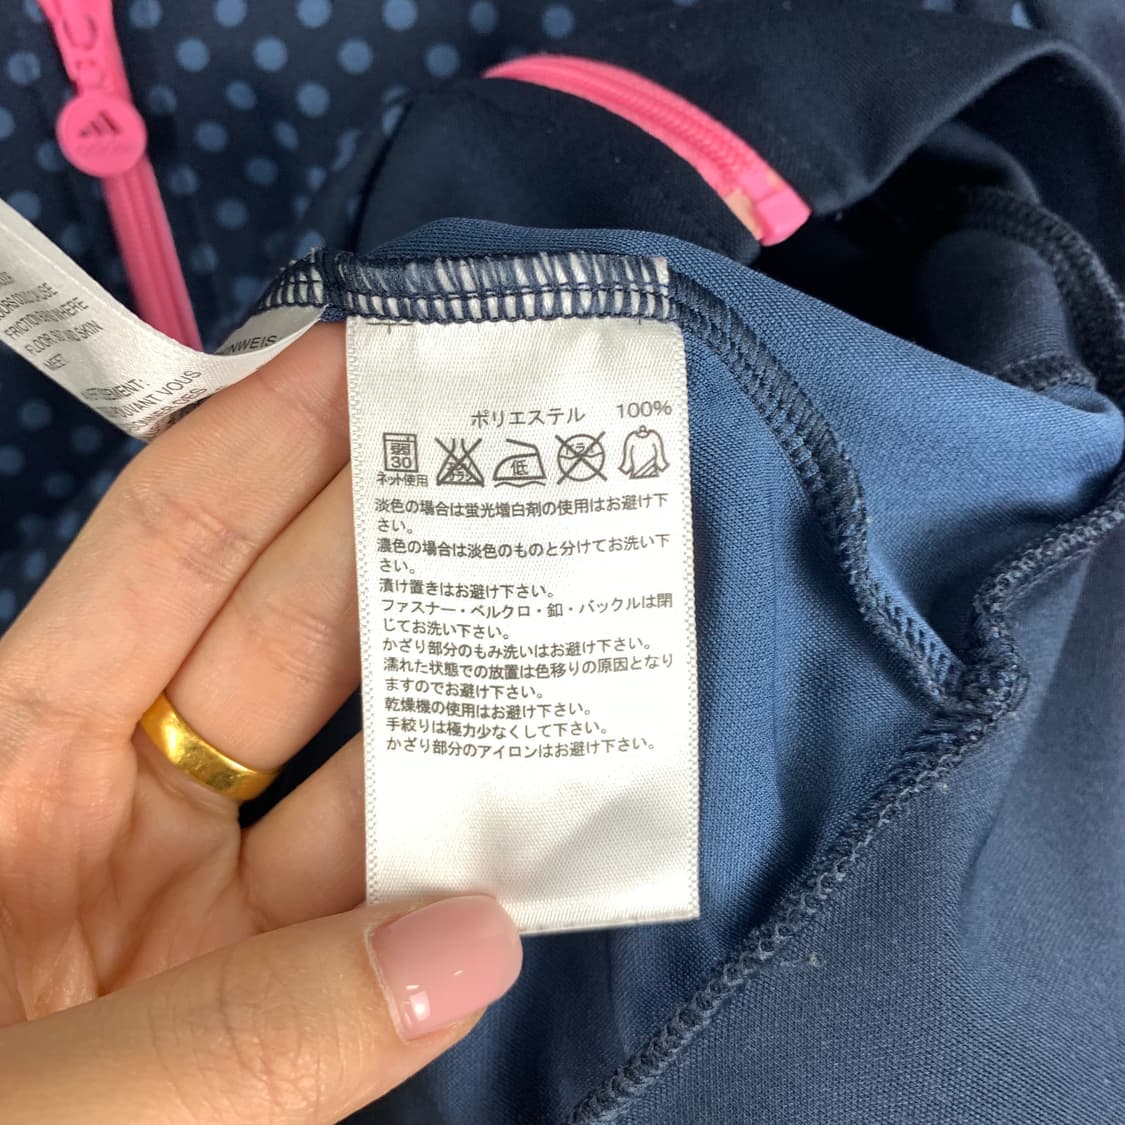 ポリエステル 100%
弱
30
ネット使用
低
淡色の場合は蛍光増白剤の使用はお避け下
さい。
濃色の場合は淡色のものと分けてお洗い下
さい。
漬け置きはお避け下さい。
ファスナー・ベルクロ・釦・バックルは閉
じてお洗い下さい。
かざり部分のもみ洗いはお避け下さい。
濡れた状態での放置は色移りの原因となり
ますのでお避け下さい。
乾燥機の使用はお避け下さい。
手絞りは極力少なくして下さい。
かざり部分のアイロンはお避け下さい。
FRICTION WHERE
SKIN
MEET
VOUS